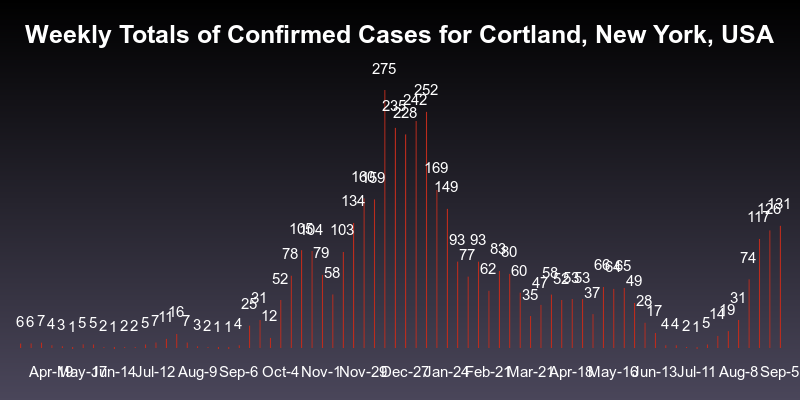 Weekly Totals of Confirmed Cases for Cortland, New York, USA
6 6 7 4 3 1 5 5 2 1 2 2 5 7 11 16 7 3 2 1 1 4 25 31 12 52 78 105 104 79 58 103 134 160 159 275 235 228 242 252 169 149 93 77 93 62 83 80 60 35 47 58 52 53 53 37 66 64 65 49 28 17 4 4 2 1 5 14 19 31 74 117 126 131
Apr-19 May-17 Jun-14 Jul-12 Aug-9 Sep-6 Oct-4 Nov-1 Nov-29 Dec-27 Jan-24 Feb-21 Mar-21 Apr-18 May-16 Jun-13 Jul-11 Aug-8 Sep-5